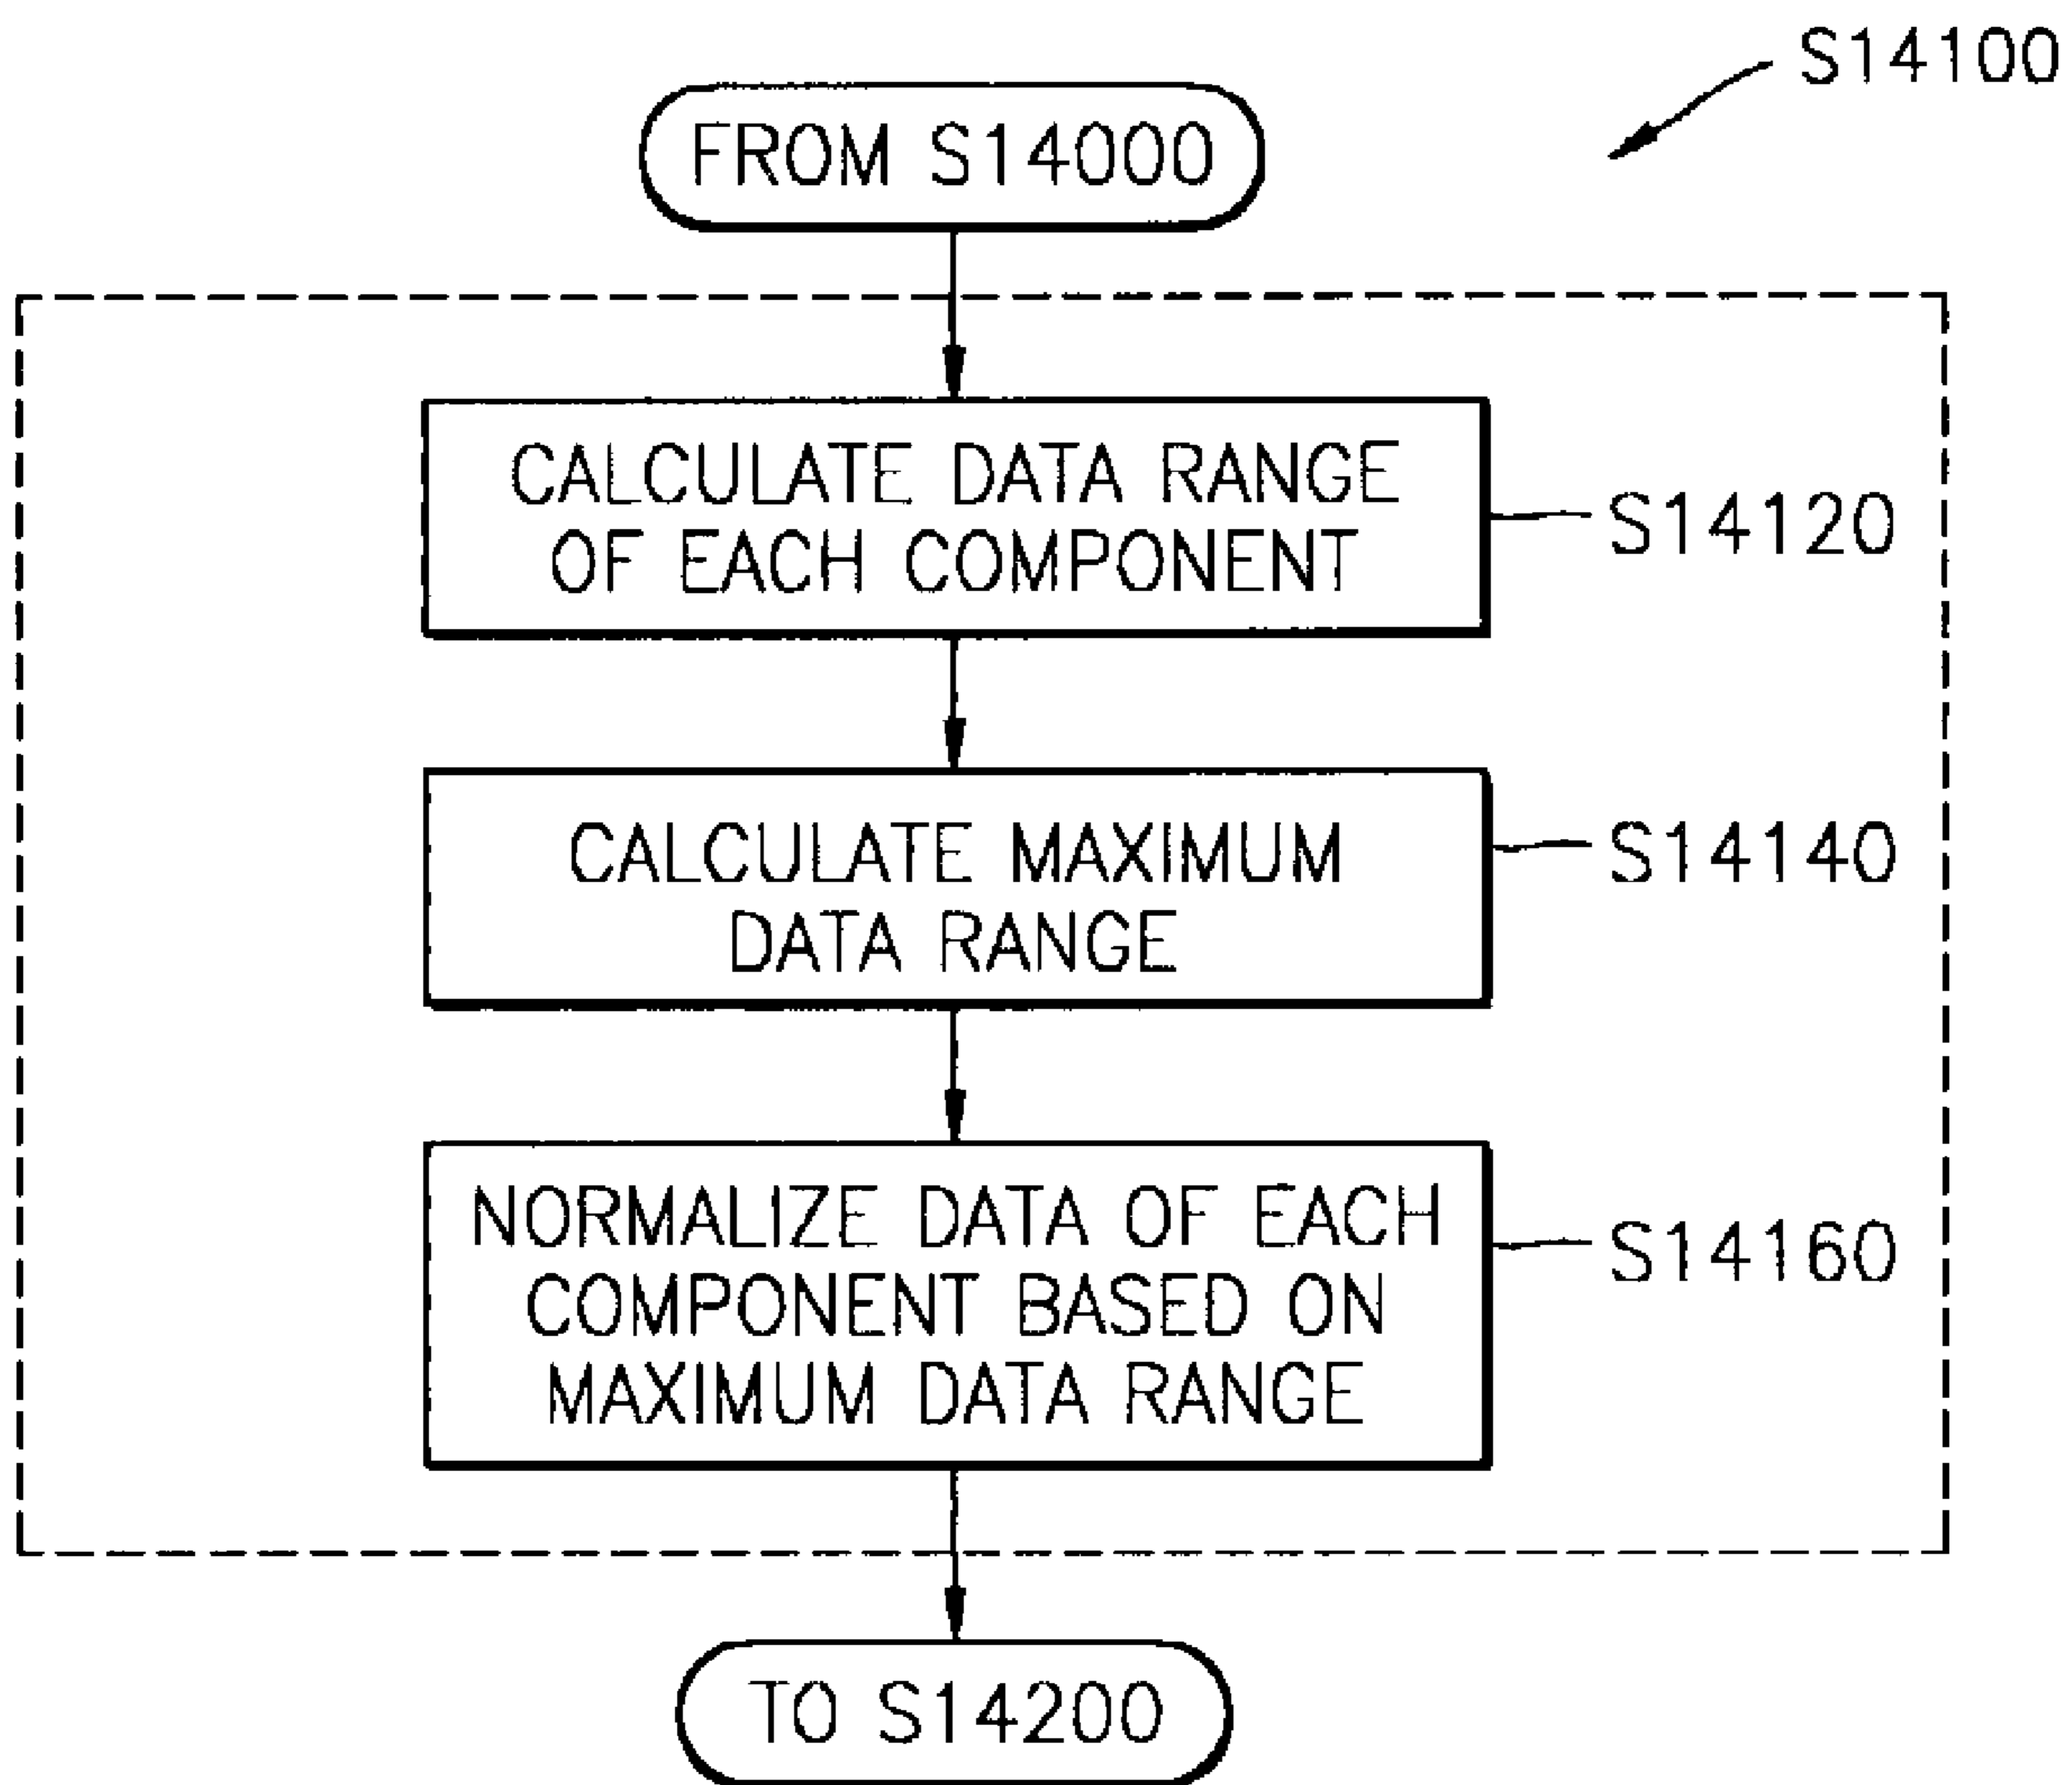 S14100
FROM S14000
CALCULATE DATA RANGE
OF EACH COMPONENT
S14120
CALCULATE MAXIMUM
DATA RANGE
S14140
NORMALIZE DATA OF EACH
COMPONENT BASED ON
MAXIMUM DATA RANGE
S14160
TO S14200